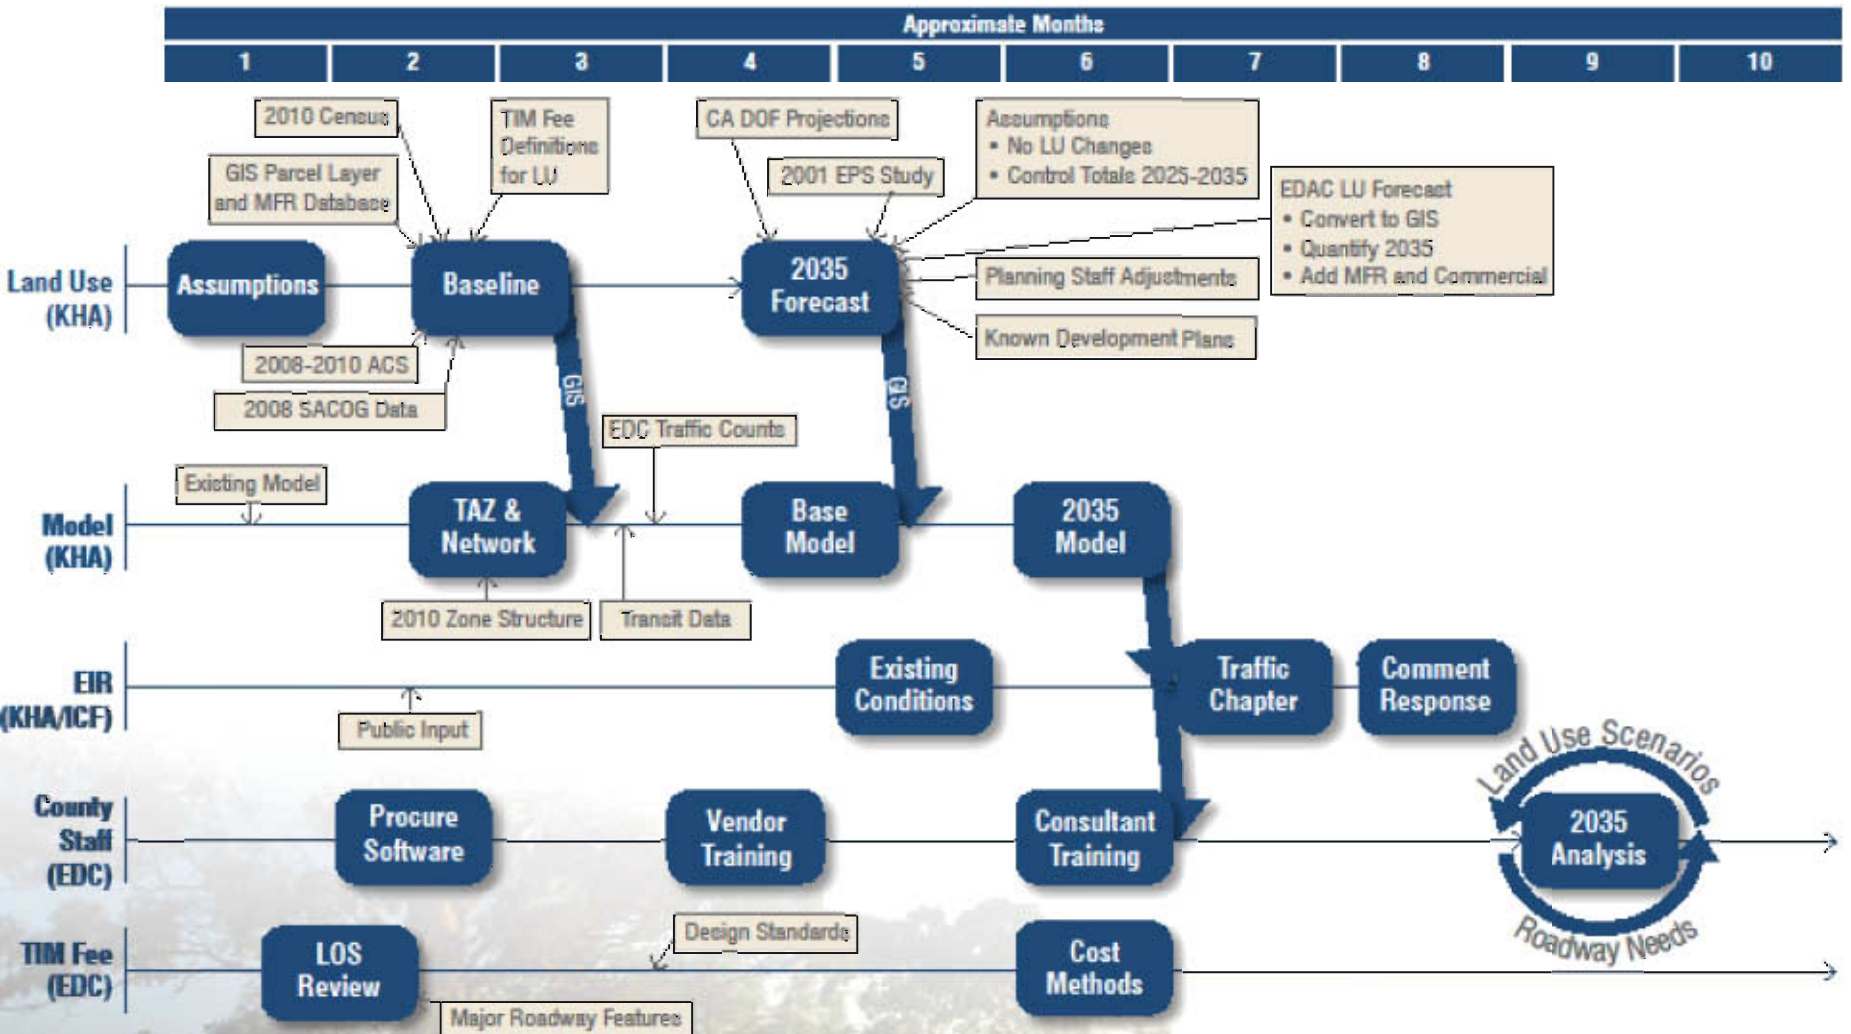 Approximate Months
1 2 3 4 5 6 7 8 9 10
2010 Census
TIM Fee
Definitions
for LU
GIS Parcel Layer
and MFR Database
CA DOF Projections
2001 EPS Study
Assumptions
• No LU Changes
• Control Totals 2025-2035
EDAC LU Forecast
• Convert to GIS
• Quantify 2035
• Add MFR and Commercial
Land Use
(KHA)
Assumptions
Baseline
2035
Forecast
Planning Staff Adjustments
Known Development Plans
2008-2010 ACS
2008 SACOG Data
GIS
GIS
EDC Traffic Counts
Existing Model
Model
(KHA)
TAZ &
Network
Base
Model
2035
Model
2010 Zone Structure
Transit Data
EIR
(KHA/ICF)
Existing
Conditions
Traffic
Chapter
Comment
Response
Public Input
County
Staff
(EDC)
Procure
Software
Vendor
Training
Consultant
Training
Land Use Scenarios
2035
Analysis
Roadway Needs
TIM Fee
(EDC)
LOS
Review
Design Standards
Cost
Methods
Major Roadway Features